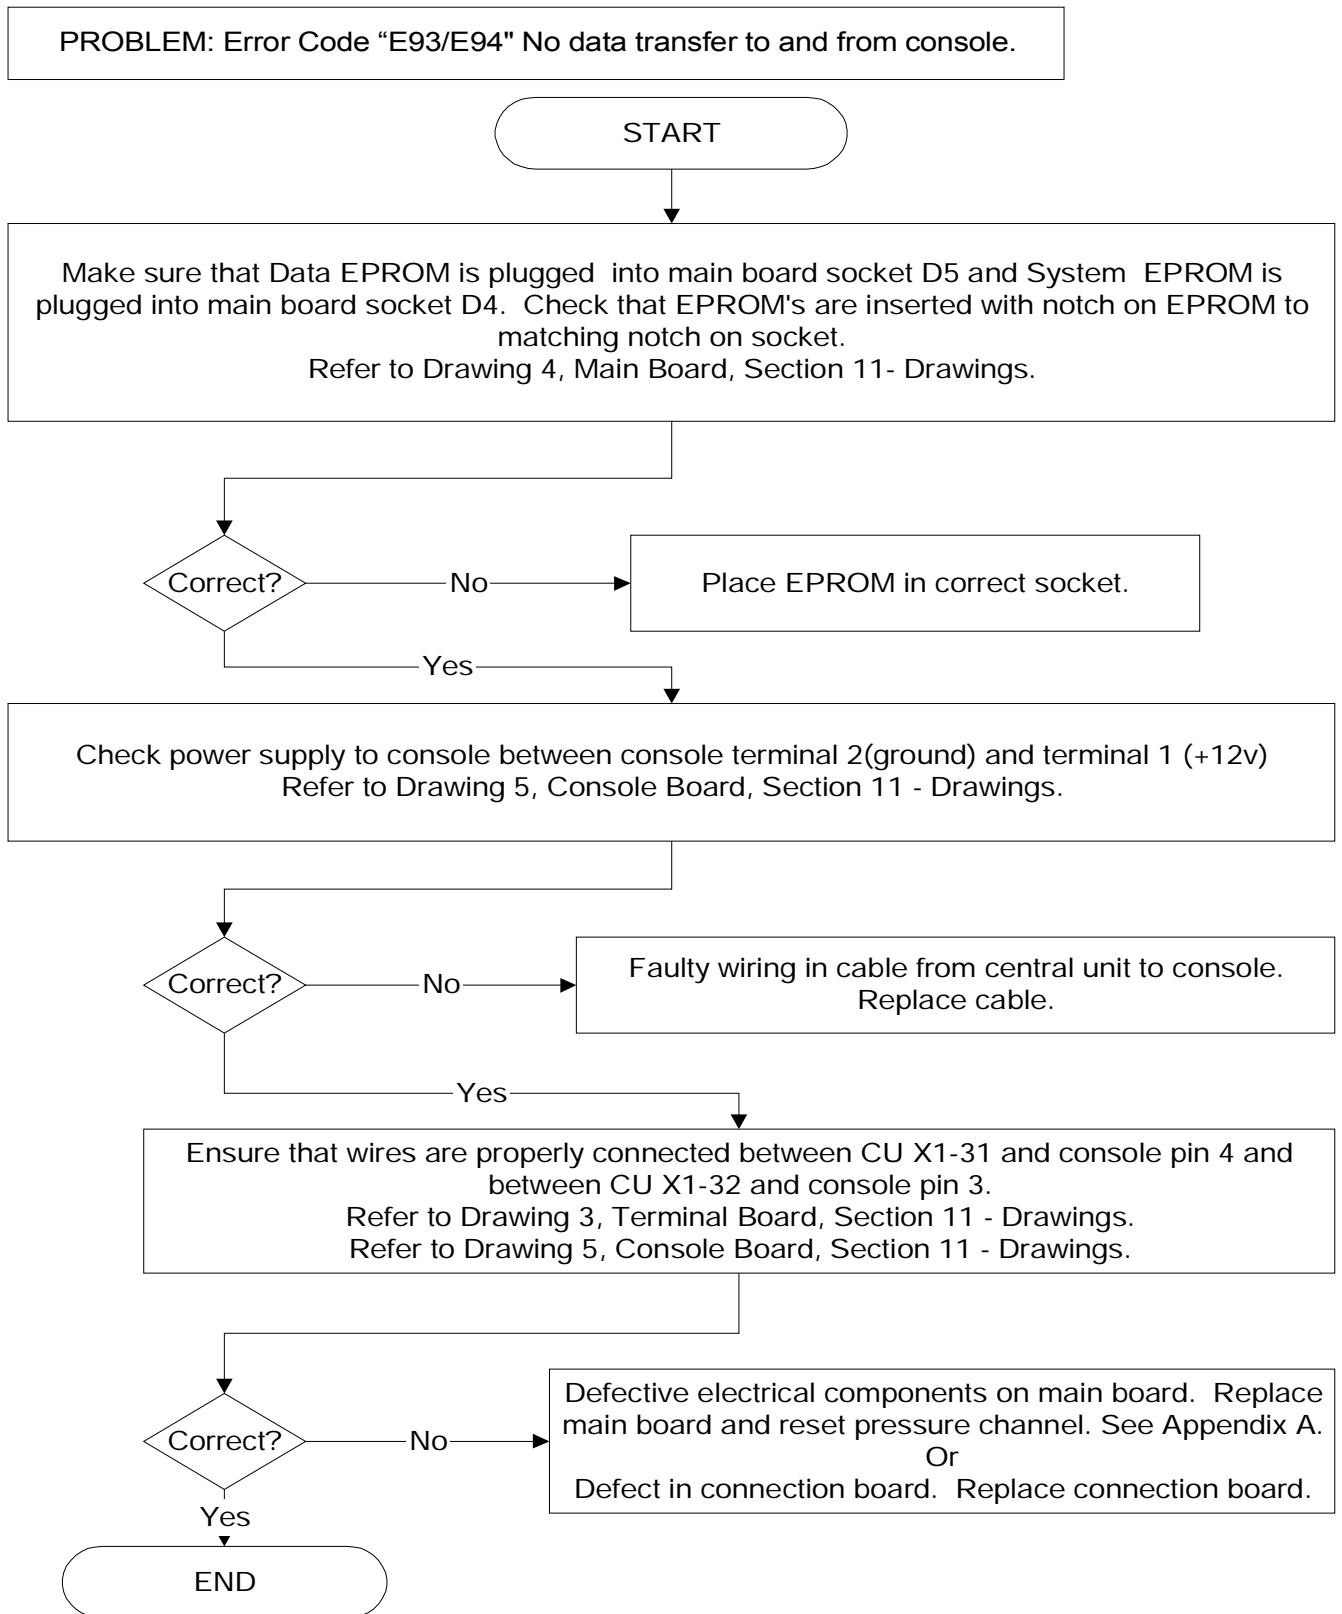 PROBLEM: Error Code “E93/E94" No data transfer to and from console.
START
Make sure that Data EPROM is plugged into main board socket D5 and System EPROM is
plugged into main board socket D4. Check that EPROM's are inserted with notch on EPROM to
matching notch on socket.
Refer to Drawing 4, Main Board, Section 11- Drawings.
Correct?
No
Place EPROM in correct socket.
Yes
Check power supply to console between console terminal 2(ground) and terminal 1 (+12v)
Refer to Drawing 5, Console Board, Section 11 - Drawings.
Correct?
No
Faulty wiring in cable from central unit to console.
Replace cable.
Yes
Ensure that wires are properly connected between CU X1-31 and console pin 4 and
between CU X1-32 and console pin 3.
Refer to Drawing 3, Terminal Board, Section 11 - Drawings.
Refer to Drawing 5, Console Board, Section 11 - Drawings.
Correct?
No
Defective electrical components on main board. Replace
main board and reset pressure channel. See Appendix A.
Or
Defect in connection board. Replace connection board.
Yes
END